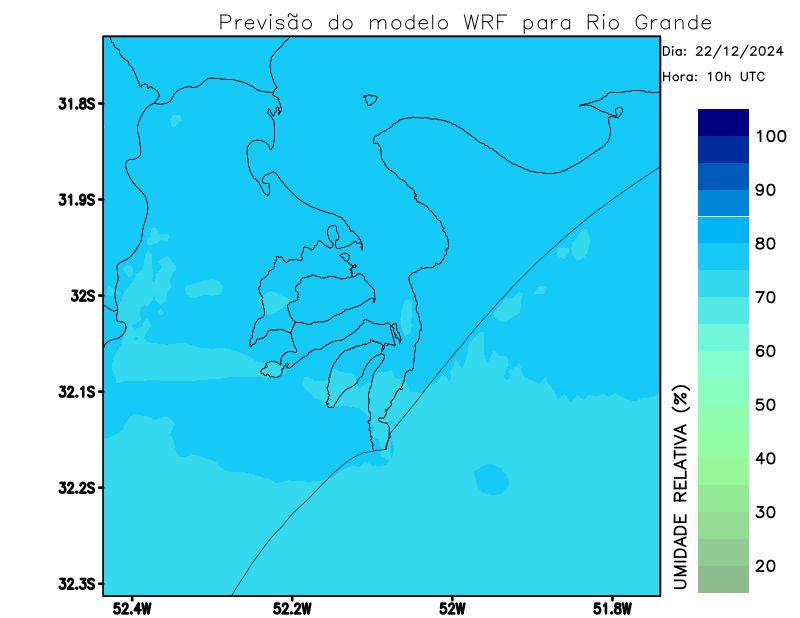 Previsão do modelo WRF para Rio Grande
Dia: 22/12/2024
Hora: 10h UTC
31.8S
31.9S
32S
32.1S
32.2S
32.3S
52.4W
52.2W
52W
51.8W
100
90
80
70
60
50
40
30
20
UMIDADE RELATIVA (%)